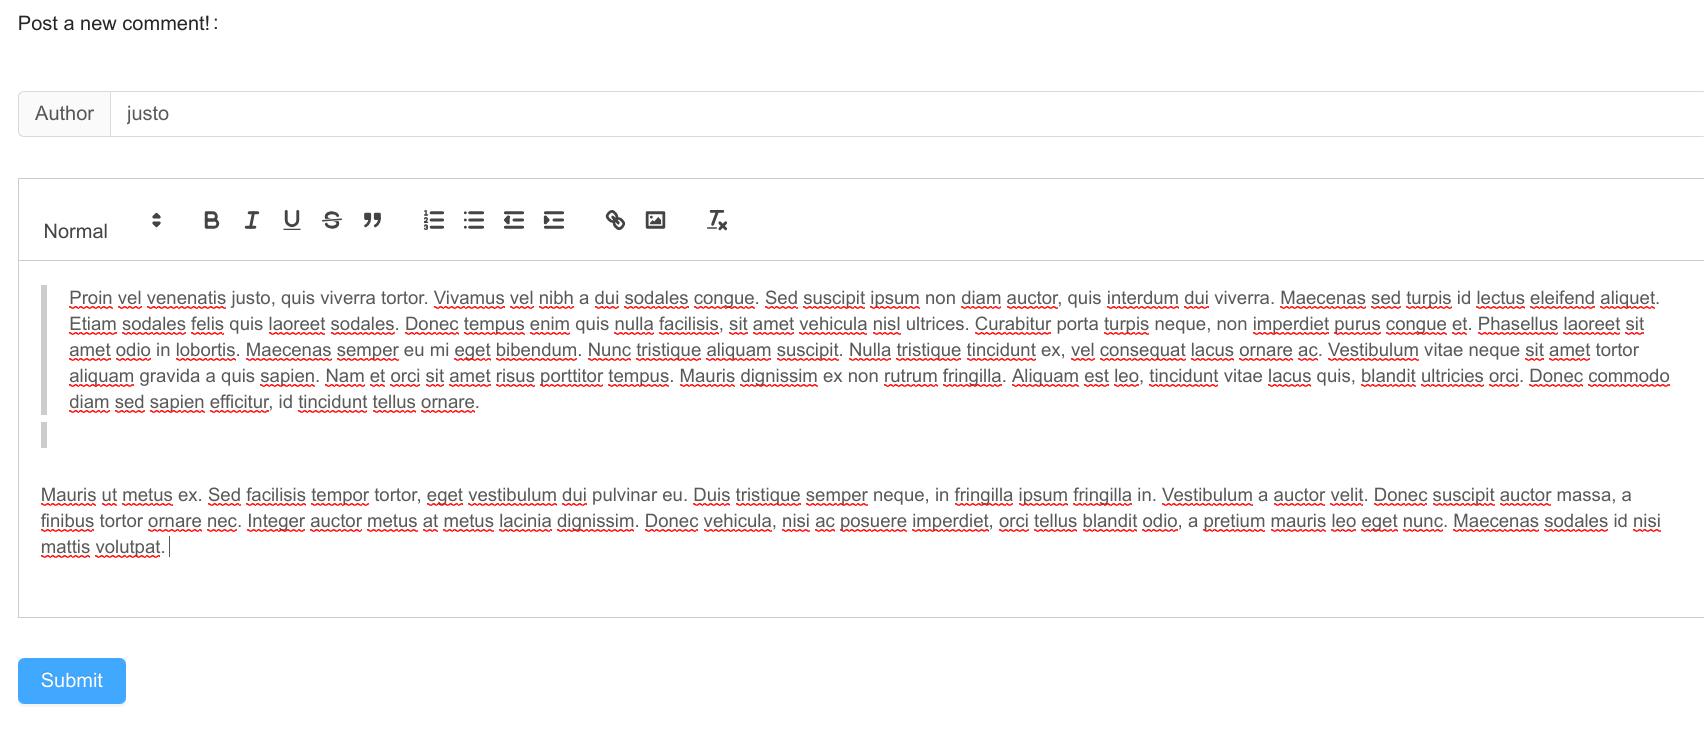 Post a new comment! :
Author
justo
Normal
Proin vel venenatis justo, quis viverra tortor. Vivamus vel nibh a dui sodales congue. Sed suscipit ipsum non diam auctor, quis interdum dui viverra. Maecenas sed turpis id lectus eleifend aliquet.
Etiam sodales felis quis laoreet sodales. Donec tempus enim quis nulla facilisis, sit amet vehicula nisl ultrices. Curabitur porta turpis neque, non imperdiet purus congue et. Phasellus laoreet sit
amet odio in lobortis. Maecenas semper eu mi eget bibendum. Nunc tristique aliquam suscipit. Nulla tristique tincidunt ex, vel consequat lacus ornare ac. Vestibulum vitae neque sit amet tortor
aliquam gravida a quis sapien. Nam et orci sit amet risus porttitor tempus. Mauris dignissim ex non rutrum fringilla. Aliquam est leo, tincidunt vitae lacus quis, blandit ultricies orci. Donec commodo
diam sed sapien efficitur, id tincidunt tellus ornare.
Mauris ut metus ex. Sed facilisis tempor tortor, eget vestibulum dui pulvinar eu. Duis tristique semper neque, in fringilla ipsum fringilla in. Vestibulum a auctor velit. Donec suscipit auctor massa, a
finibus tortor ornare nec. Integer auctor metus at metus lacinia dignissim. Donec vehicula, nisi ac posuere imperdiet, orci tellus blandit odio, a pretium mauris leo eget nunc. Maecenas sodales id nisi
mattis volutpat.
Submit